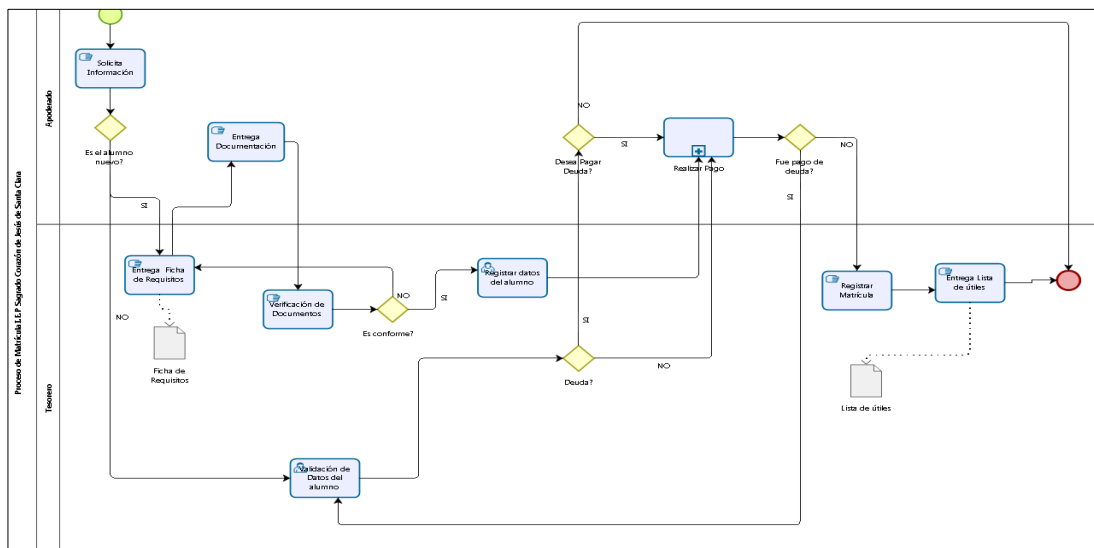 Proceso de Matrícula I.E.P Sagrado Corazón de Jesús de Santa Clara
Apoderado
Solicita
Información
Es el alumno
nuevo?
SI
NO
Entrega
Documentación
NO
Desea Pagar
Deuda?
SI
Realizar Pago
Fue pago de
deuda?
NO
SI
Tesorero
Entrega Ficha
de Requisitos
Ficha de
Requisitos
Verificación de
Documentos
NO
Es conforme?
SI
Registrar datos
del alumno
SI
Deuda?
NO
Validación de
Datos del
alumno
Registrar
Matrícula
Entrega Lista
de útiles
Lista de útiles